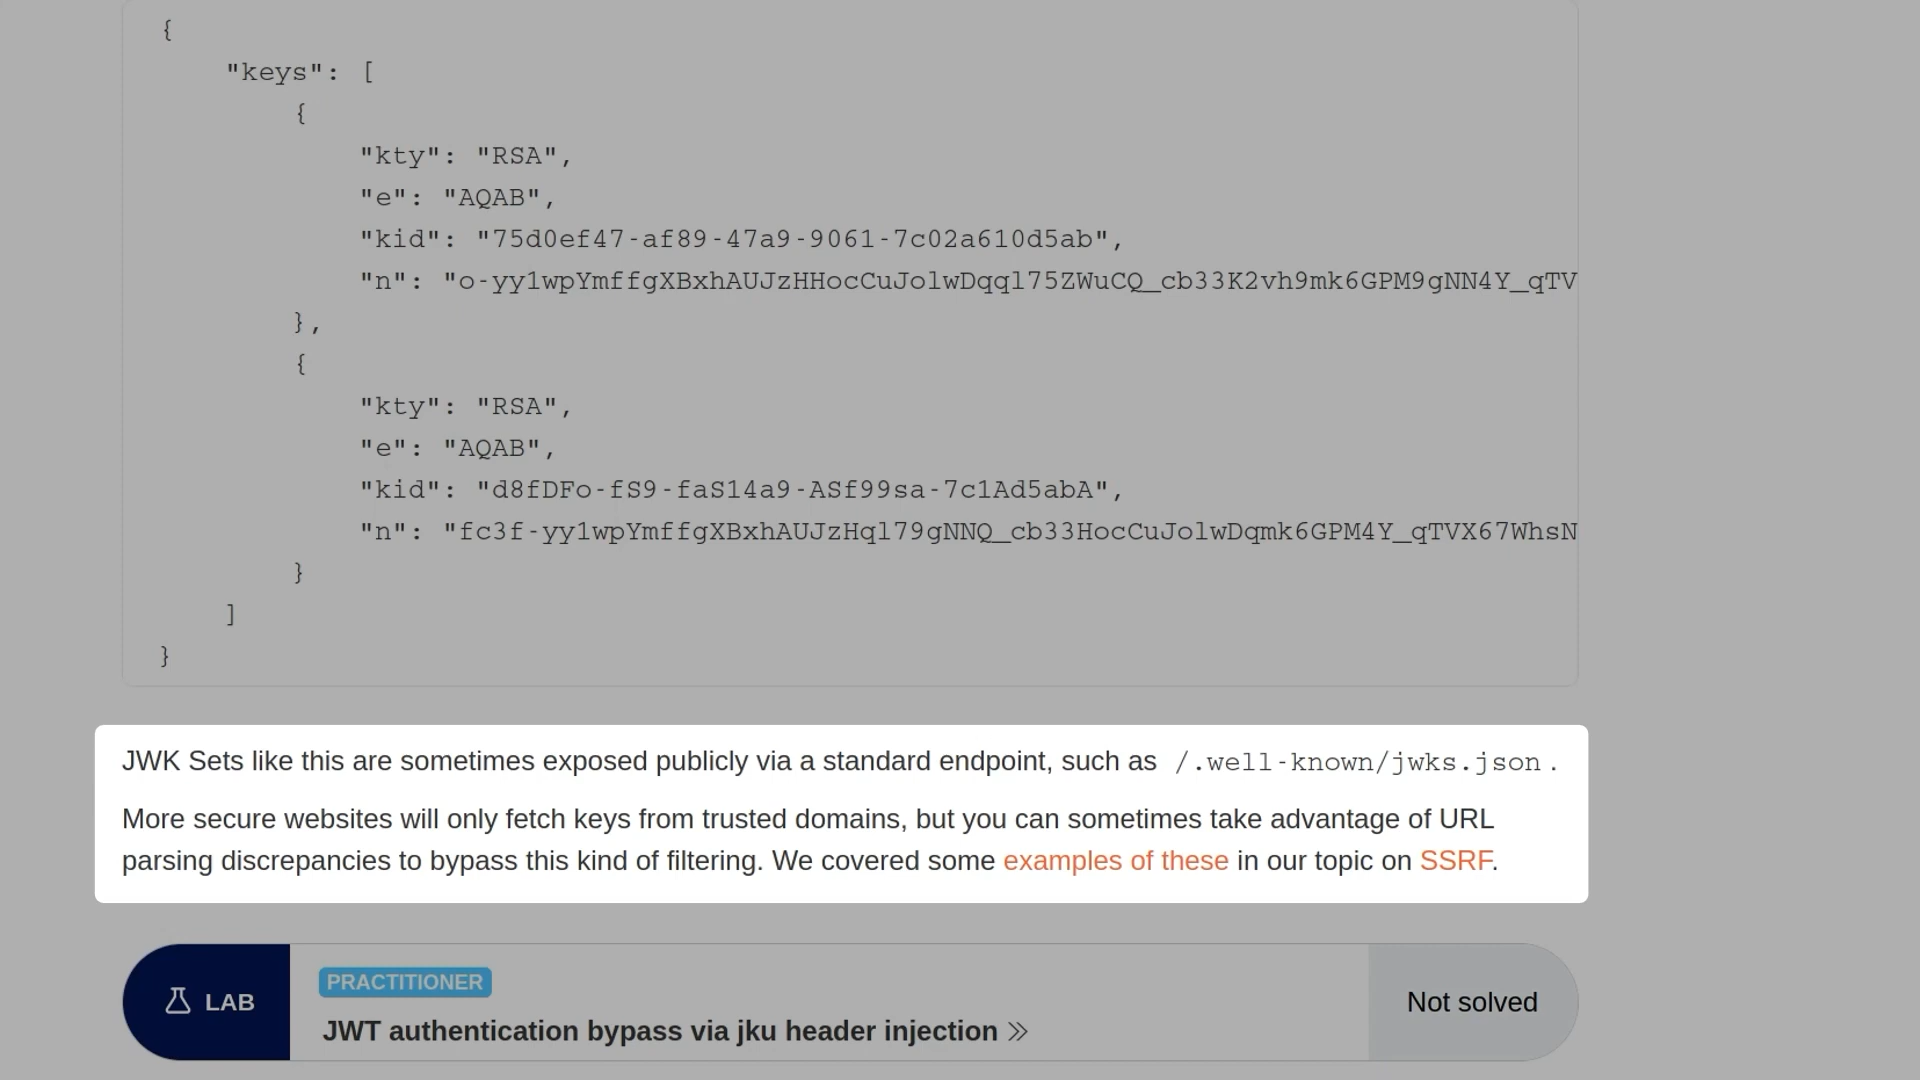 {
"keys": [
{
"kty": "RSA",
"e": "AQAB",
"kid": "75d0ef47-af89-47a9-9061-7c02a610d5ab",
"n": "o-yy1wpYmffgXBxhAUJzHHocCuJolwDqql75ZWuCQ_cb33K2vh9mk6GPM9gNN4Y_qTV
},
{
"kty": "RSA",
"e": "AQAB",
"kid": "d8fDFo-fS9-faS14a9-ASf99sa-7c1Ad5abA",
"n": "fc3f-yy1wpYmffgXBxhAUJzHql79gNNQ_cb33HocCuJolwDqmk6GPM4Y_qTVX67WhsN
}
]
}
JWK Sets like this are sometimes exposed publicly via a standard endpoint, such as /.well-known/jwks.json.
More secure websites will only fetch keys from trusted domains, but you can sometimes take advantage of URL
parsing discrepancies to bypass this kind of filtering. We covered some examples of these in our topic on SSRF.
LAB
PRACTITIONER
JWT authentication bypass via jku header injection »
Not solved